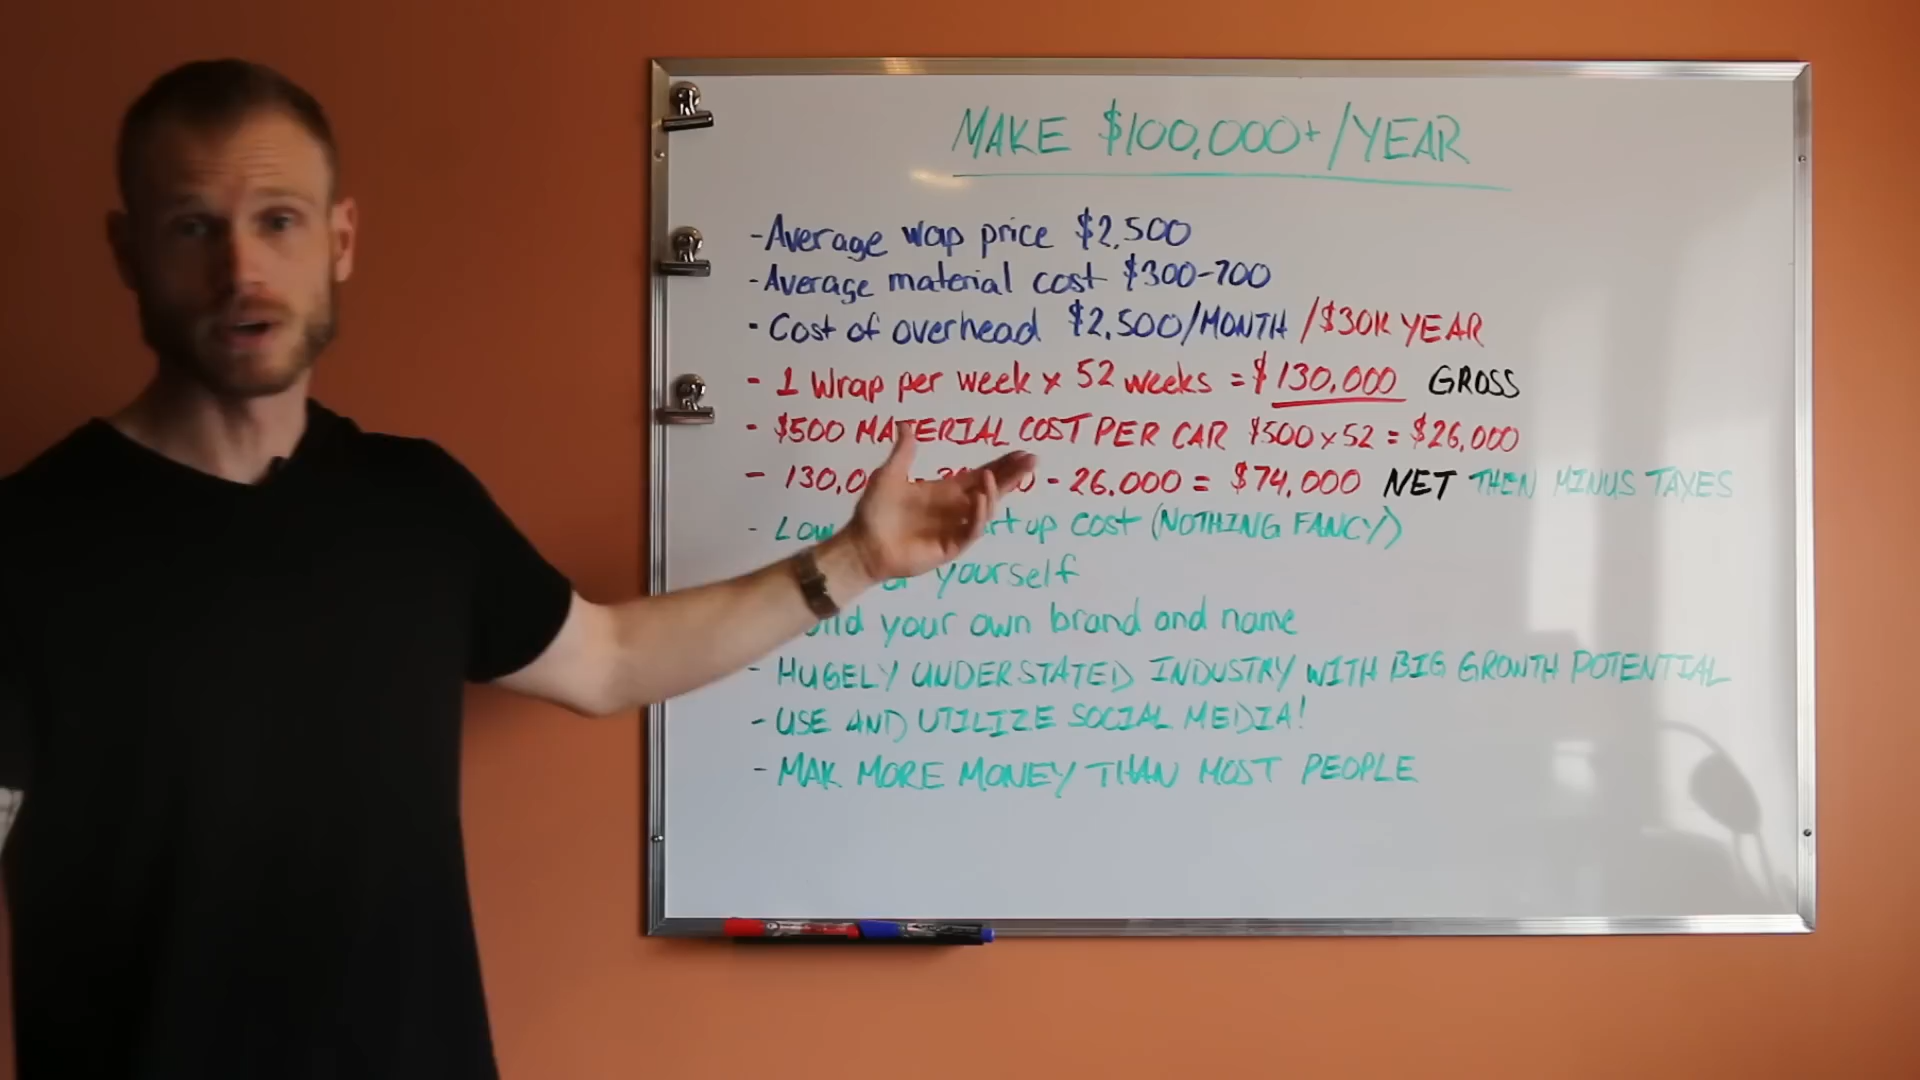 MAKE $100,000+/YEAR
-Average wap price $2,500
-Average material cost $300-700
- Cost of overhead $2,500/MONTH /$30K YEAR
- 1 Wrap per week x 52 weeks = $130,000 GROSS
- $500 MATERIAL COST PER CAR $500x52 = $26,000
- - 26,000 = $74,000 NET THEN MINUS TAXES
- up cost (NOTHING FANCY)
yourself
your own brand and name
- HUGELY UNDERSTATED INDUSTRY WITH BIG GROWTH POTENTIAL
- USE AND UTILIZE SOCIAL MEDIA!
- MAK MORE MONEY THAN MOST PEOPLE